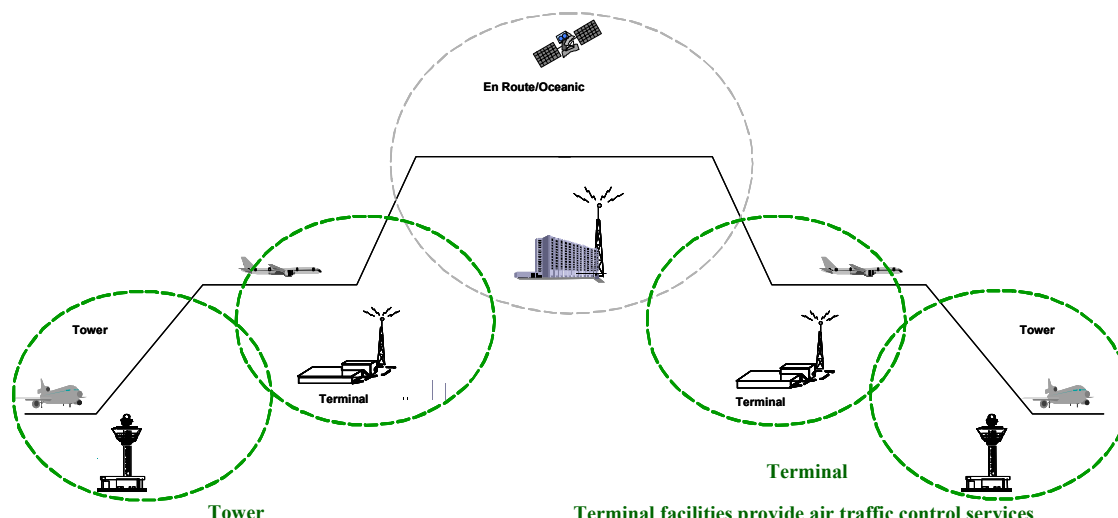 En Route/Oceanic
Tower
Tower
Terminal
Terminal
Terminal
Tower
Terminal facilities provide air traffic control services